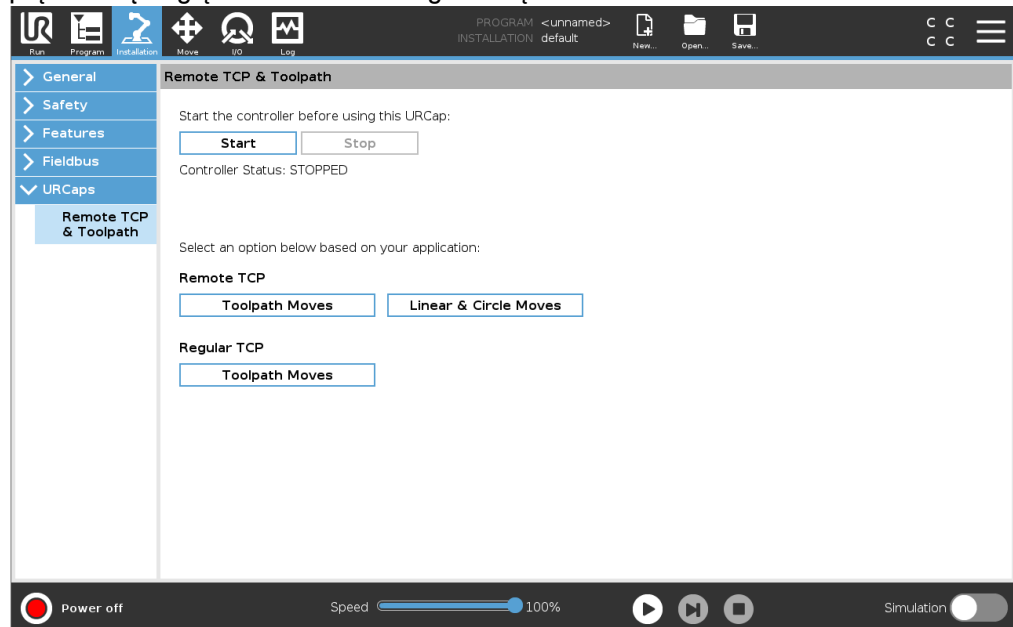 PROGRAM <unnamed>
INSTALLATION default
Run Program Installation Move I/O Log New... Open... Save...
C C
C C
General
Safety
Features
Fieldbus
URCaps
Remote TCP
& Toolpath
Remote TCP & Toolpath
Start the controller before using this URCap:
Start Stop
Controller Status: STOPPED
Select an option below based on your application:
Remote TCP
Toolpath Moves Linear & Circle Moves
Regular TCP
Toolpath Moves
Power off Speed 100% Simulation